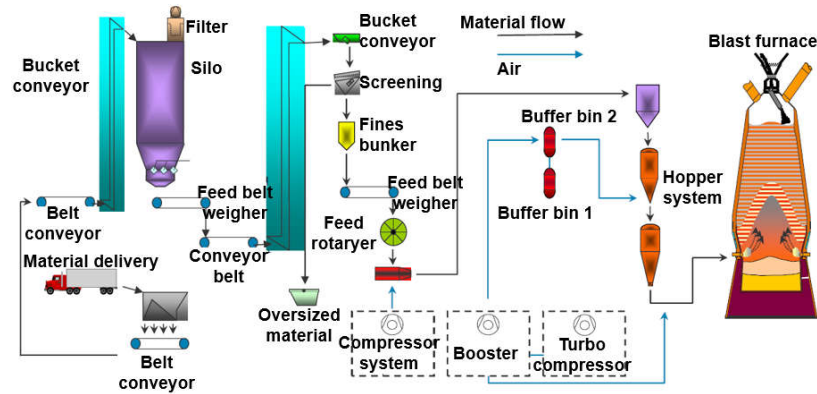 Filter
Bucket
conveyor
Silo
Bucket
conveyor
Material flow
Air
Blast furnace
Screening
Fines
bunker
Buffer bin 2
Buffer bin 1
Hopper
system
Belt
conveyor
Feed belt
weigher
Feed belt
weigher
Feed
rotaryer
Conveyor
belt
Material delivery
Oversized
material
Compressor
system
Booster
Turbo
compressor
Belt
conveyor